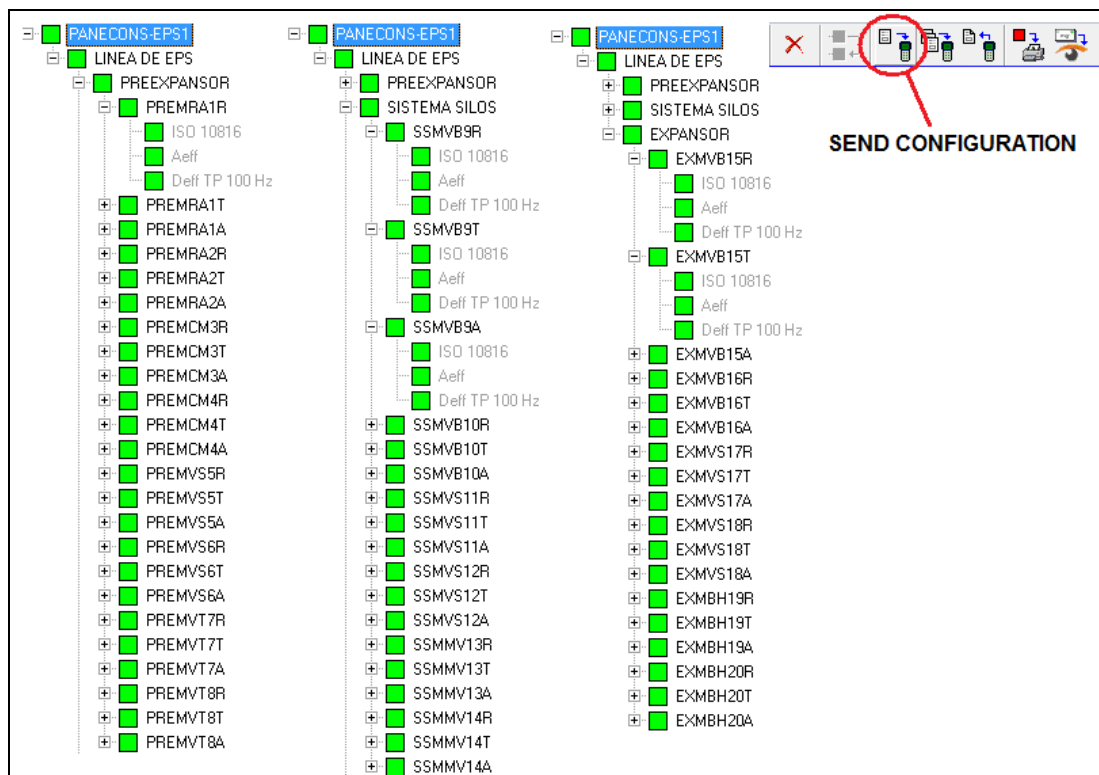 PANECONS-EPS1
LINEA DE EPS
PREEXPANSOR
PREMRA1R
ISO 10816
Aeff
Deff TP 100 Hz
PREMRA1T
PREMRA1A
PREMRA2R
PREMRA2T
PREMRA2A
PREMCM3R
PREMCM3T
PREMCM3A
PREMCM4R
PREMCM4T
PREMCM4A
PREMVS5R
PREMVS5T
PREMVS5A
PREMVS6R
PREMVS6T
PREMVS6A
PREMVT7R
PREMVT7T
PREMVT7A
PREMVT8R
PREMVT8T
PREMVT8A
PANECONS-EPS1
LINEA DE EPS
PREEXPANSOR
SISTEMA SILOS
SSMVB9R
ISO 10816
Aeff
Deff TP 100 Hz
SSMVB9T
ISO 10816
Aeff
Deff TP 100 Hz
SSMVB9A
ISO 10816
Aeff
Deff TP 100 Hz
SSMVB10R
SSMVB10T
SSMVB10A
SSMVS11R
SSMVS11T
SSMVS11A
SSMVS12R
SSMVS12T
SSMVS12A
SSMMV13R
SSMMV13T
SSMMV13A
SSMMV14R
SSMMV14T
SSMMV14A
PANECONS-EPS1
LINEA DE EPS
PREEXPANSOR
SISTEMA SILOS
EXPANSOR
EXMVB15R
ISO 10816
Aeff
Deff TP 100 Hz
EXMVB15T
ISO 10816
Aeff
Deff TP 100 Hz
EXMVB15A
EXMVB16R
EXMVB16T
EXMVB16A
EXMVS17R
EXMVS17T
EXMVS17A
EXMVS18R
EXMVS18T
EXMVS18A
EXMBH19R
EXMBH19T
EXMBH19A
EXMBH20R
EXMBH20T
EXMBH20A
SEND CONFIGURATION